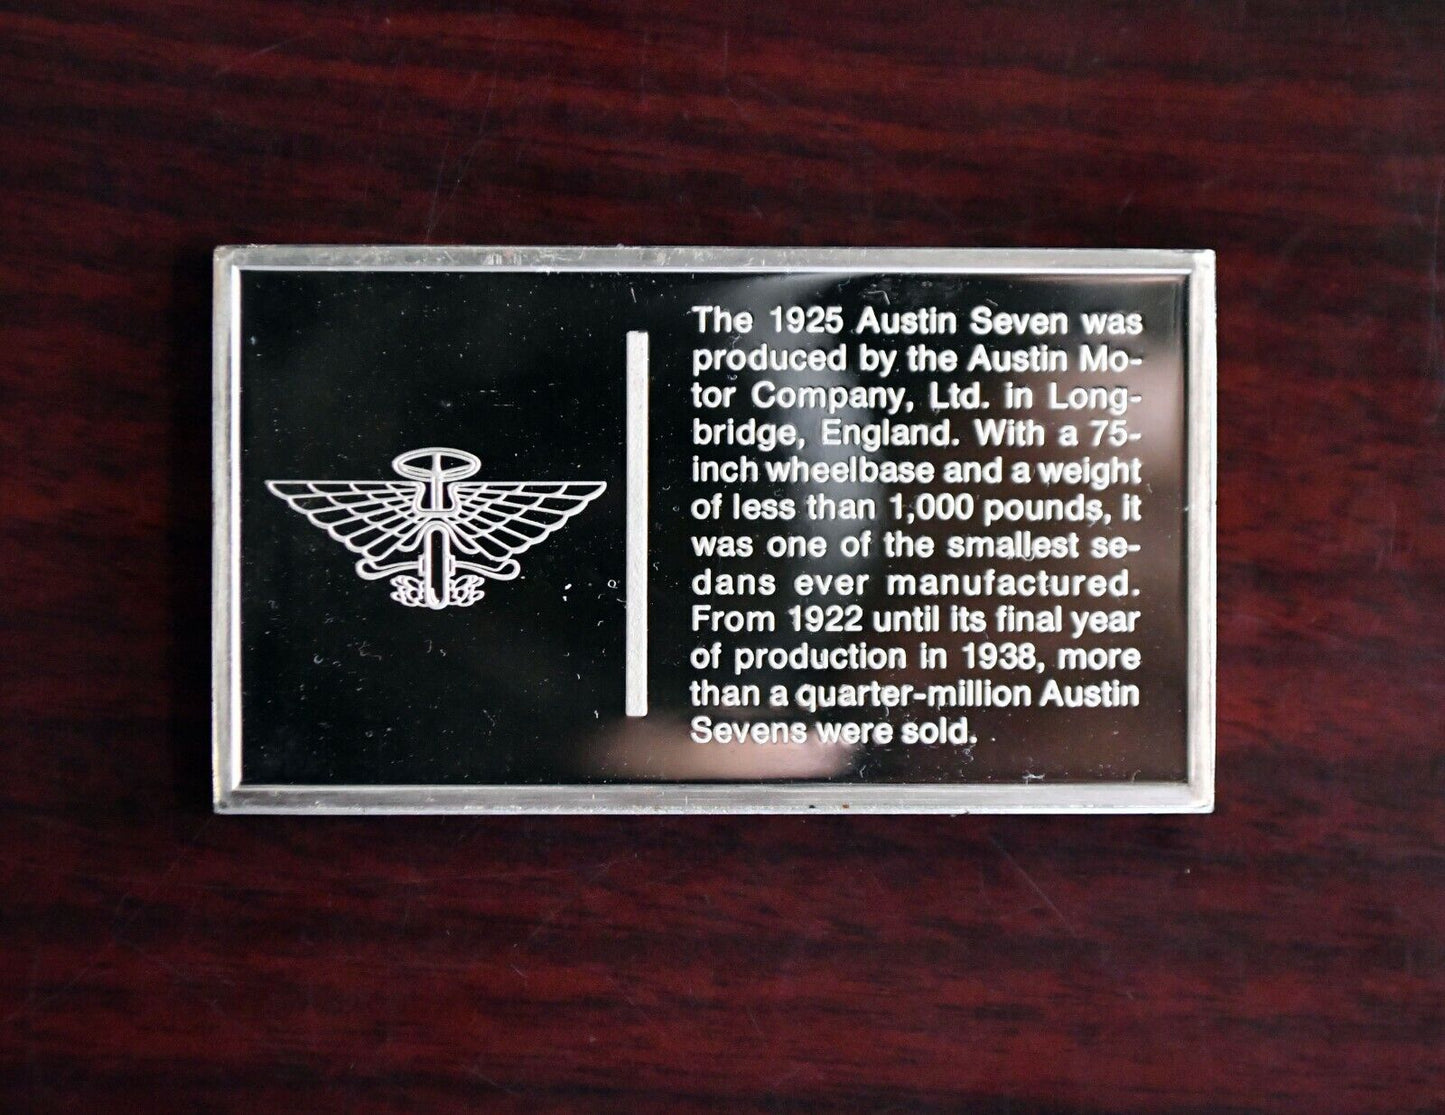 The 1925 Austin Seven was
produced by the Austin Mo-
tor Company, Ltd. in Long-
bridge, England. With a 75-
inch wheelbase and a weight
of less than 1,000 pounds, it
was one of the smallest se-
dans ever manufactured.
From 1922 until its final year
of production in 1938, more
than a quarter-million Austin
Sevens were sold.